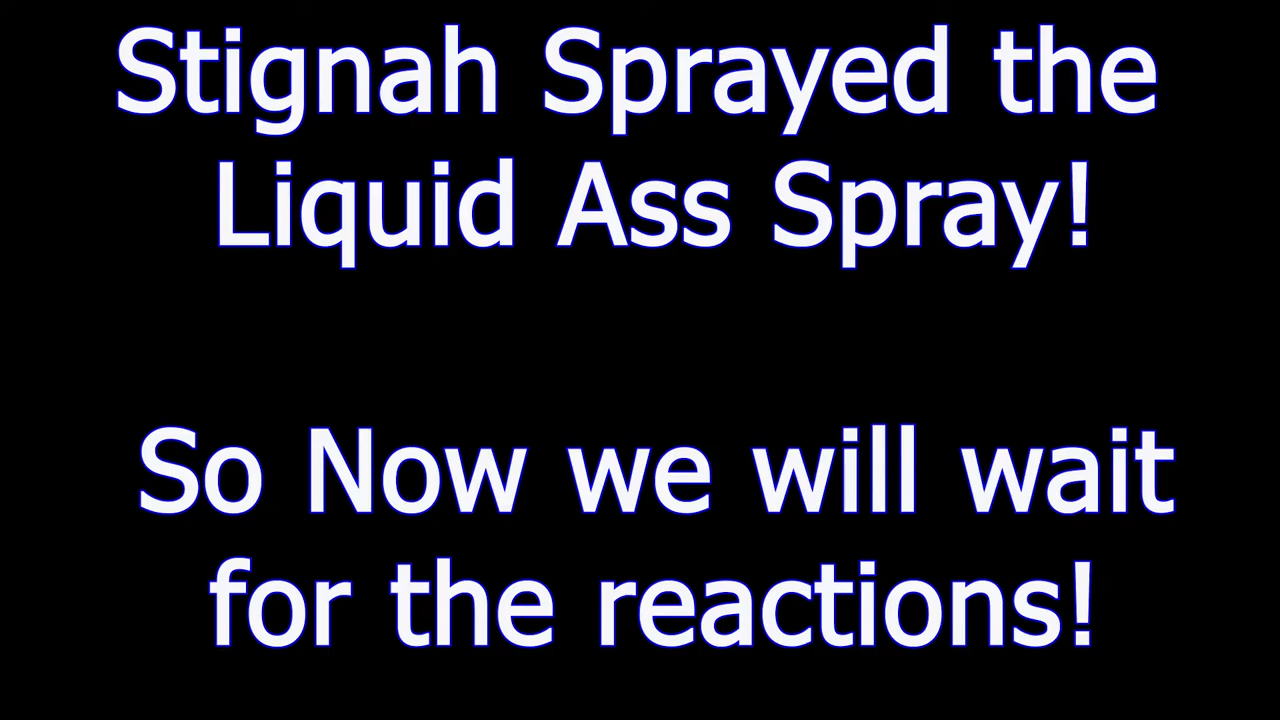 Stignah Sprayed the
Liquid Ass Spray!
So Now we will wait
for the reactions!